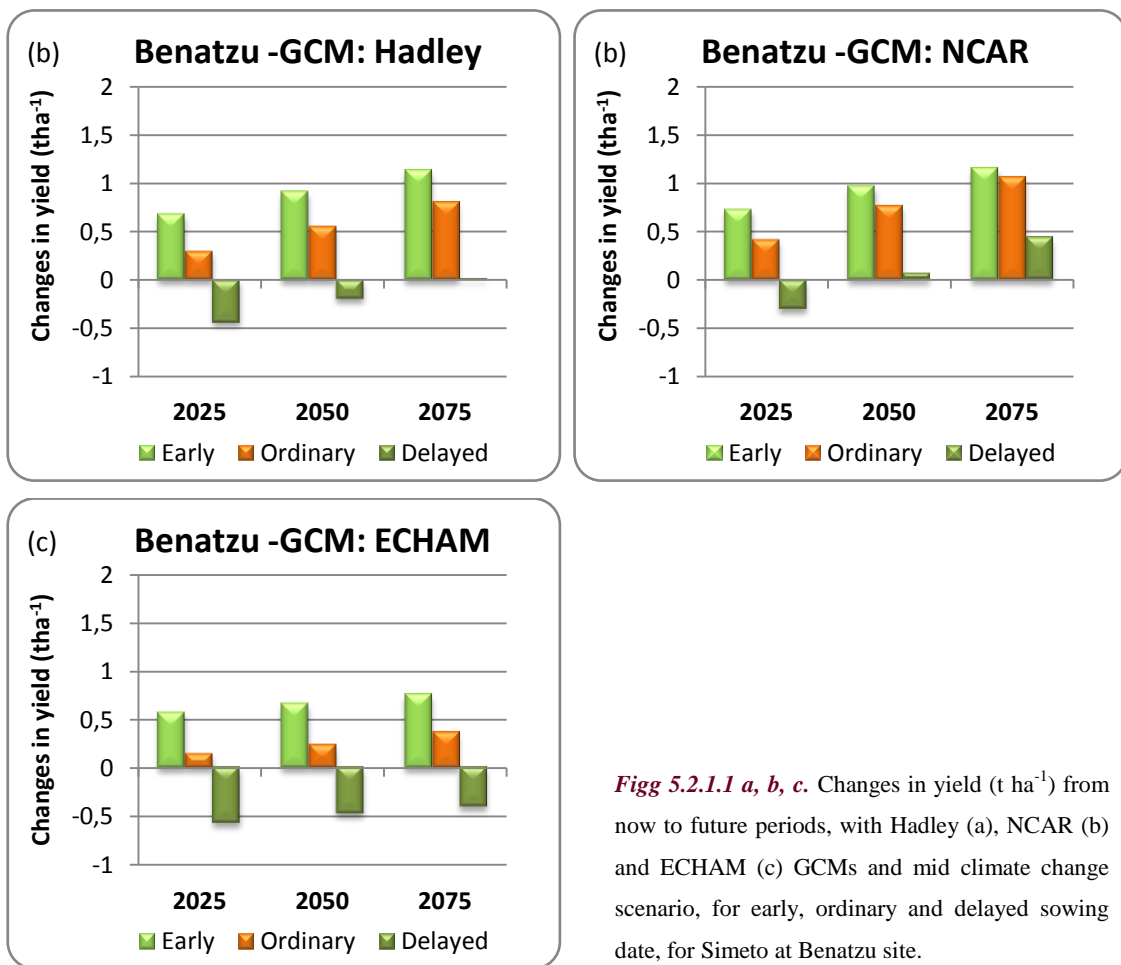 (b) Benatzu -GCM: Hadley
Changes in yield (tha-1)
2
1,5
1
0,5
0
-0,5
-1
2025 2050 2075
Early Ordinary Delayed
(b) Benatzu -GCM: NCAR
Changes in yield (tha-1)
2
1,5
1
0,5
0
-0,5
-1
2025 2050 2075
Early Ordinary Delayed
(c) Benatzu -GCM: ECHAM
Changes in yield (tha-1)
2
1,5
1
0,5
0
-0,5
-1
2025 2050 2075
Early Ordinary Delayed
Figg 5.2.1.1 a, b, c. Changes in yield (t ha-1) from
now to future periods, with Hadley (a), NCAR (b)
and ECHAM (c) GCMs and mid climate change
scenario, for early, ordinary and delayed sowing
date, for Simeto at Benatzu site.